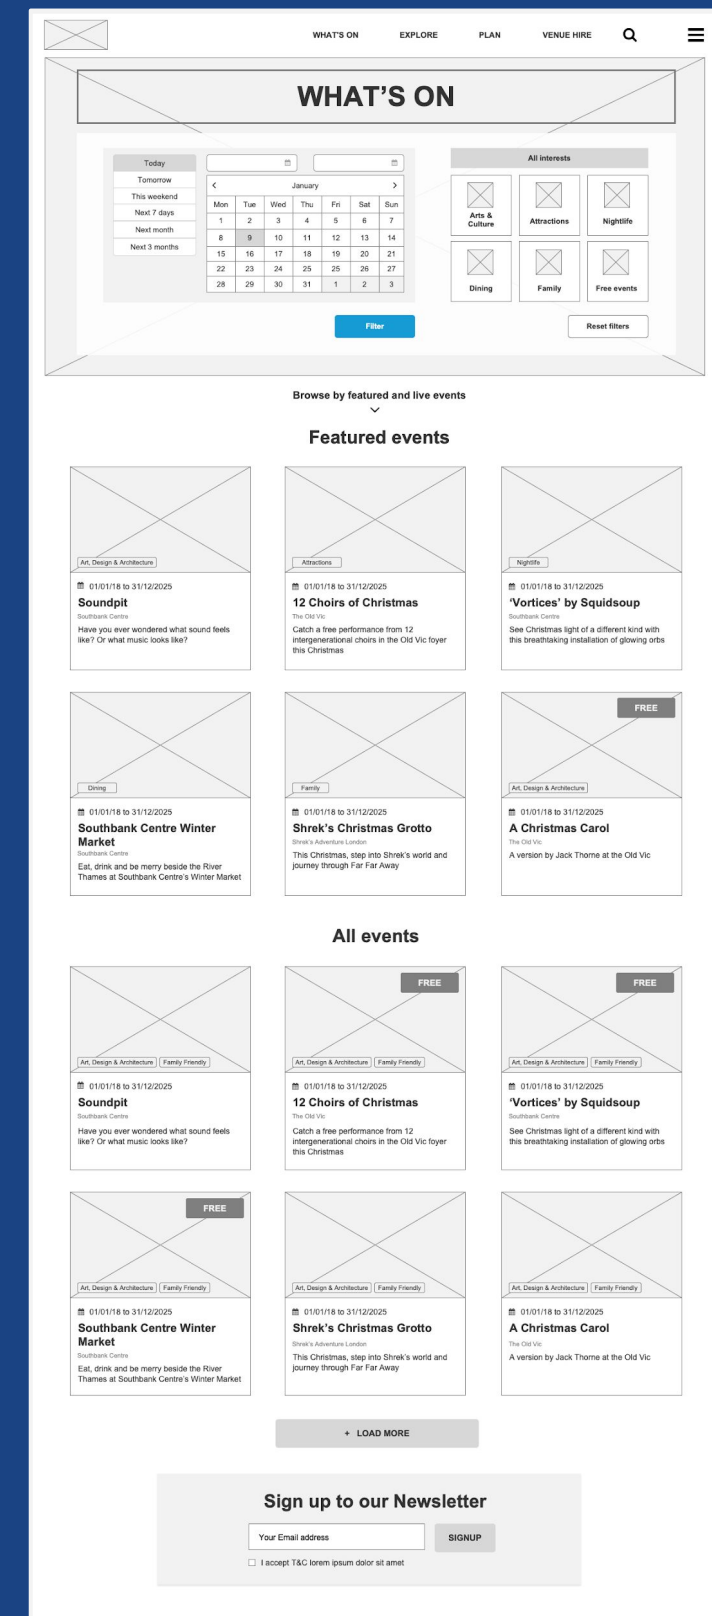 WHAT'S ON EXPLORE PLAN VENUE HIRE
WHAT'S ON
Today
Tomorrow
This weekend
Next 7 days
Next month
Next 3 months
< January >
Mon Tue Wed Thu Fri Sat Sun
1 2 3 4 5 6 7
8 9 10 11 12 13 14
15 16 17 18 19 20 21
22 23 24 25 25 26 27
28 29 30 31 1 2 3
All interests
Arts &
Culture
Attractions
Nightlife
Dining
Family
Free events
Filter
Reset filters
Browse by featured and live events
Featured events
Art, Design & Architecture
01/01/18 to 31/12/2025
Soundpit
Southbank Centre
Have you ever wondered what sound feels
like? Or what music looks like?
Attractions
01/01/18 to 31/12/2025
12 Choirs of Christmas
The Old Vic
Catch a free performance from 12
intergenerational choirs in the Old Vic foyer
this Christmas
Nightlife
01/01/18 to 31/12/2025
‘Vortices’ by Squidsoup
Southbank Centre
See Christmas light of a different kind with
this breathtaking installation of glowing orbs
Dining
01/01/18 to 31/12/2025
Southbank Centre Winter
Market
Southbank Centre
Eat, drink and be merry beside the River
Thames at Southbank Centre's Winter Market
Family
01/01/18 to 31/12/2025
Shrek's Christmas Grotto
Shrek's Adventure London
This Christmas, step into Shrek's world and
journey through Far Far Away
FREE
Art, Design & Architecture
01/01/18 to 31/12/2025
A Christmas Carol
The Old Vic
A version by Jack Thorne at the Old Vic
All events
Art, Design & Architecture Family Friendly
01/01/18 to 31/12/2025
Soundpit
Southbank Centre
Have you ever wondered what sound feels
like? Or what music looks like?
FREE
Art, Design & Architecture Family Friendly
01/01/18 to 31/12/2025
12 Choirs of Christmas
The Old Vic
Catch a free performance from 12
intergenerational choirs in the Old Vic foyer
this Christmas
FREE
Art, Design & Architecture Family Friendly
01/01/18 to 31/12/2025
‘Vortices’ by Squidsoup
Southbank Centre
See Christmas light of a different kind with
this breathtaking installation of glowing orbs
FREE
Art, Design & Architecture Family Friendly
01/01/18 to 31/12/2025
Southbank Centre Winter
Market
Southbank Centre
Eat, drink and be merry beside the River
Thames at Southbank Centre's Winter Market
Art, Design & Architecture Family Friendly
01/01/18 to 31/12/2025
Shrek's Christmas Grotto
Shrek's Adventure London
This Christmas, step into Shrek's world and
journey through Far Far Away
Art, Design & Architecture Family Friendly
01/01/18 to 31/12/2025
A Christmas Carol
The Old Vic
A version by Jack Thorne at the Old Vic
+ LOAD MORE
Sign up to our Newsletter
Your Email address
SIGNUP
I accept T&C lorem ipsum dolor sit amet